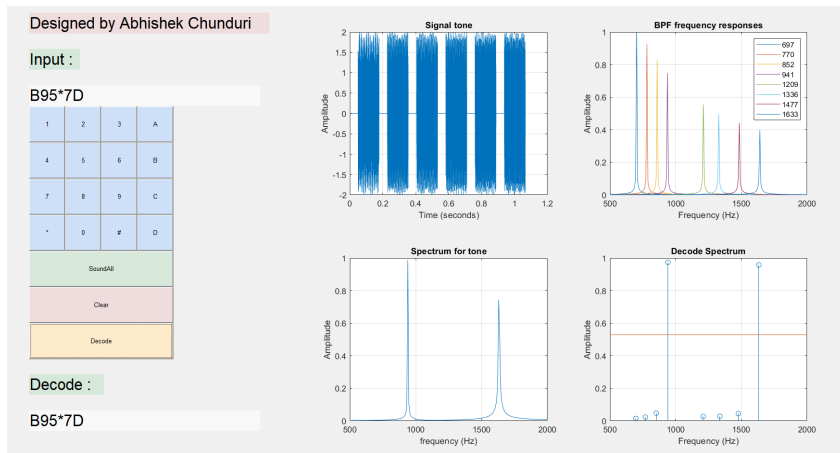 Designed by Abhishek Chunduri
Input :
B95*7D
1 2 3 A
4 5 6 B
7 8 9 C
* 0 # D
SoundAll
Clear
Decode
Decode :
B95*7D
Signal tone
2
1.5
1
0.5
0
-0.5
-1
-1.5
-2
Amplitude
0 0.2 0.4 0.6 0.8 1 1.2
Time (seconds)
BPF frequency responses
1
0.8
0.6
0.4
0.2
0
Amplitude
697
770
852
941
1209
1336
1477
1633
500 1000 1500 2000
Frequency (Hz)
Spectrum for tone
1
0.8
0.6
0.4
0.2
0
Amplitude
500 1000 1500 2000
frequency (Hz)
Decode Spectrum
1
0.8
0.6
0.4
0.2
0
Amplitude
500 1000 1500 2000
Frequency (Hz)